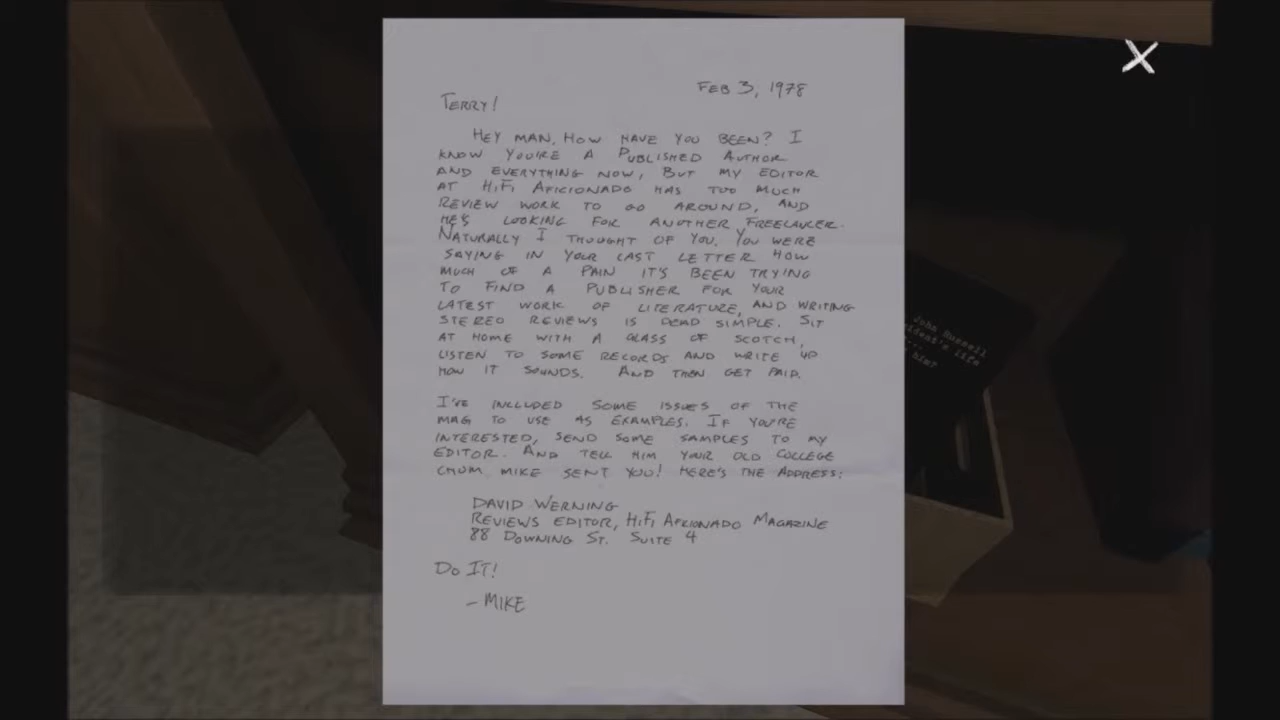 FEB 3, 1978
TERRY!
HEY MAN, HOW HAVE YOU BEEN? I
KNOW YOU'RE A PUBLISHED AUTHOR
AND EVERYTHING NOW, BUT MY EDITOR
AT HIFI AFICIONADO HAS TOO MUCH
REVIEW WORK TO GO AROUND, AND
HE'S LOOKING FOR ANOTHER FREELANCER.
NATURALLY I THOUGHT OF YOU. YOU WERE
SAYING IN YOUR LAST LETTER HOW
MUCH OF A PAIN IT'S BEEN TRYING
TO FIND A PUBLISHER FOR YOUR
LATEST WORK OF LITERATURE, AND WRITING
STEREO REVIEWS IS DEAD SIMPLE. SIT
AT HOME WITH A GLASS OF SCOTCH,
LISTEN TO SOME RECORDS AND WRITE UP
HOW IT SOUNDS. AND THEN GET PAID.
I'VE INCLUDED SOME ISSUES OF THE
MAG TO USE AS EXAMPLES. IF YOU'RE
INTERESTED, SEND SOME SAMPLES TO MY
EDITOR. AND TELL HIM YOUR OLD COLLEGE
CHUM MIKE SENT YOU! HERE'S THE ADDRESS:
DAVID WERNING
REVIEWS EDITOR, HIFI AFICIONADO MAGAZINE
88 DOWNING ST. SUITE 4
DO IT!
– MIKE
John Russell
ident's life
him?